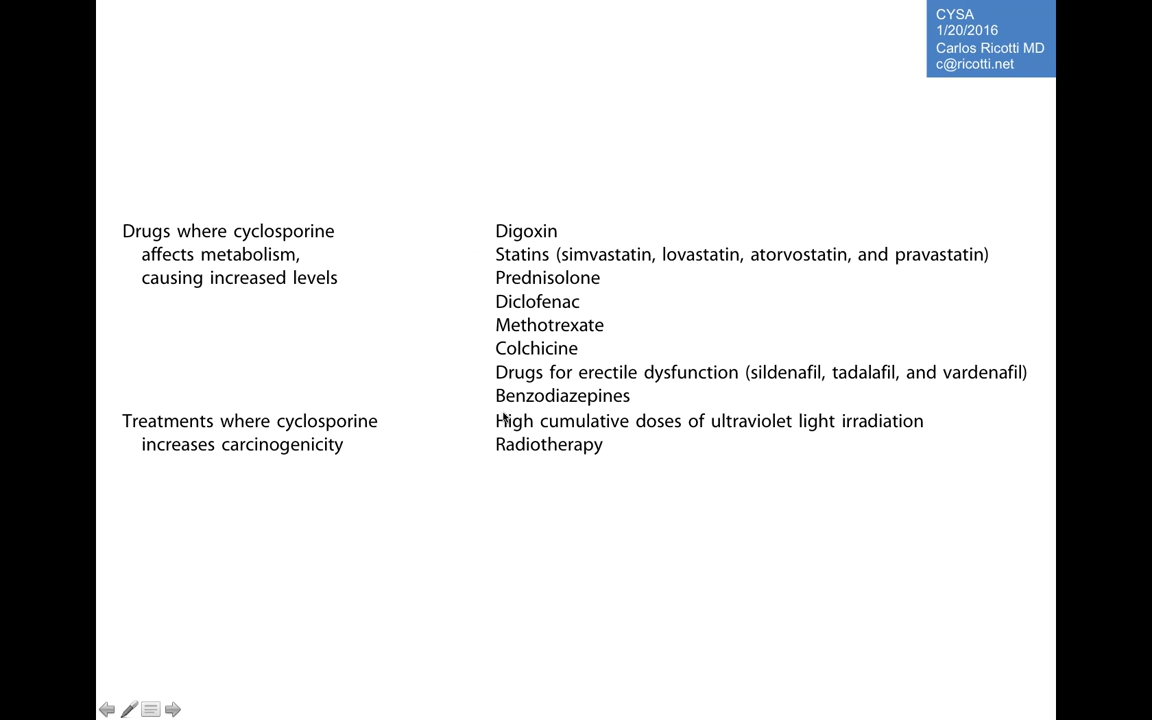 CYSA
1/20/2016
Carlos Ricotti MD
c@ricotti.net
Drugs where cyclosporine
affects metabolism,
causing increased levels
Digoxin
Statins (simvastatin, lovastatin, atorvostatin, and pravastatin)
Prednisolone
Diclofenac
Methotrexate
Colchicine
Drugs for erectile dysfunction (sildenafil, tadalafil, and vardenafil)
Benzodiazepines
Treatments where cyclosporine
increases carcinogenicity
High cumulative doses of ultraviolet light irradiation
Radiotherapy